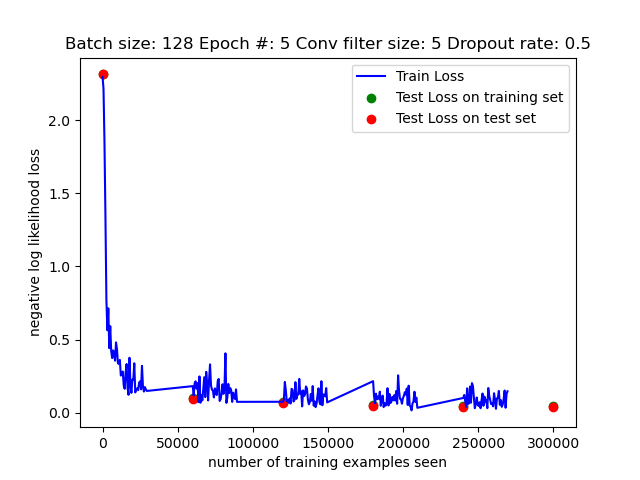 Batch size: 128 Epoch #: 5 Conv filter size: 5 Dropout rate: 0.5
Train Loss
Test Loss on training set
Test Loss on test set
negative log likelihood loss
2.0
1.5
1.0
0.5
0.0
0 50000 100000 150000 200000 250000 300000
number of training examples seen